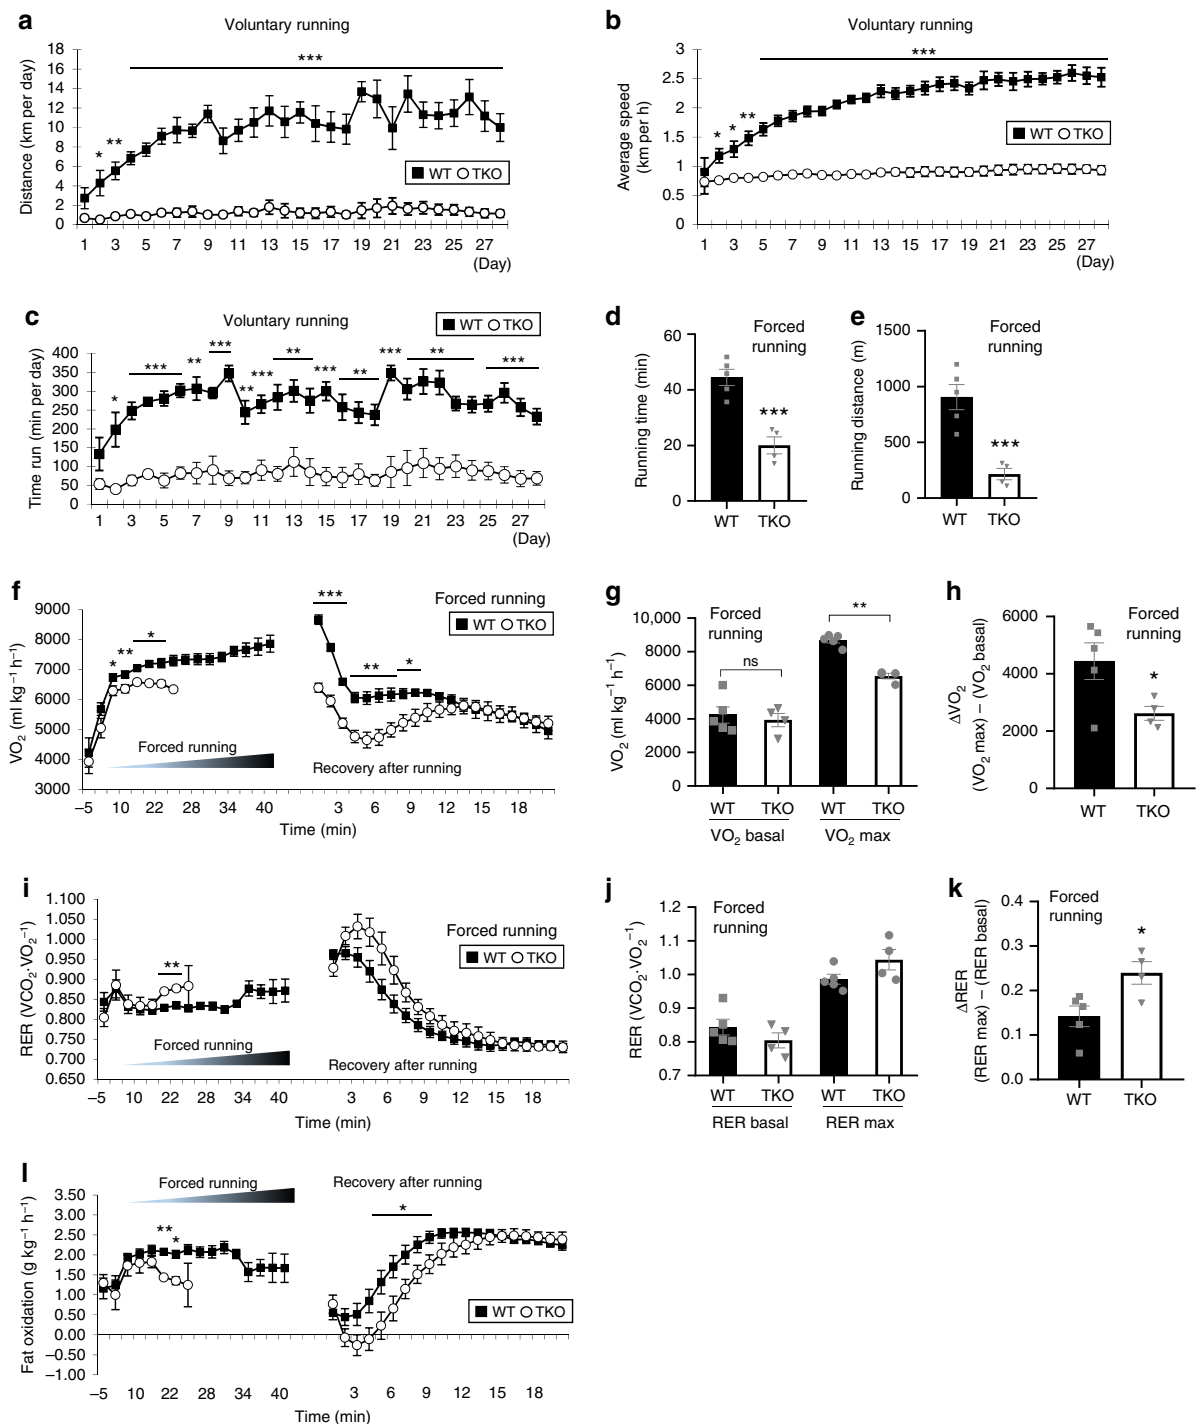 a
Voluntary running
Distance (km per day)
18
16
14
12
10
8
6
4
2
0
***
*
**
WT TKO
1 3 5 7 9 11 13 15 17 19 21 23 25 27
(Day)
b
Voluntary running
Average speed
(km per h)
3
2.5
2
1.5
1
0.5
0
***
* * **
WT TKO
1 3 5 7 9 11 13 15 17 19 21 23 25 27
(Day)
c
Voluntary running
WT TKO
Time run (min per day)
400
350
300
250
200
150
100
50
0
* *** ** *** ** *** ** *** ** *** ** ***
1 3 5 7 9 11 13 15 17 19 21 23 25 27
(Day)
d
Forced
running
Running time (min)
60
40
20
0
***
WT TKO
e
Forced
running
Running distance (m)
1500
1000
500
0
***
WT TKO
f
Forced running
WT TKO
VO2 (ml kg−1 h−1)
9000
8000
7000
6000
5000
4000
3000
* ** * *** ** *
Forced running
Recovery after running
−5 10 22 28 34 40 3 6 9 12 15 18
Time (min)
g
Forced
running
VO2 (ml kg−1 h−1)
10,000
8000
6000
4000
2000
0
ns
**
WT TKO WT TKO
VO2 basal VO2 max
h
Forced
running
ΔVO2
(VO2 max) – (VO2 basal)
6000
4000
2000
0
*
WT TKO
i
Forced running
WT TKO
RER (VCO2·VO2−1)
1.100
1.050
1.000
0.950
0.900
0.850
0.800
0.750
0.700
0.650
**
Forced running
Recovery after running
−5 10 22 28 34 40 3 6 9 12 15 18
Time (min)
j
Forced
running
RER (VCO2·VO2−1)
1.2
1.1
1.0
0.9
0.8
0.7
WT TKO WT TKO
RER basal RER max
k
Forced
running
ΔRER
(RER max) – (RER basal)
0.4
0.3
0.2
0.1
0.0
*
WT TKO
l
Forced running
Recovery after running
Fat oxidation (g kg−1 h−1)
3.50
3.00
2.50
2.00
1.50
1.00
0.50
0.00
−0.50
−1.00
** * *
WT TKO
−5 10 22 28 40 3 6 9 12 15 18
Time (min)